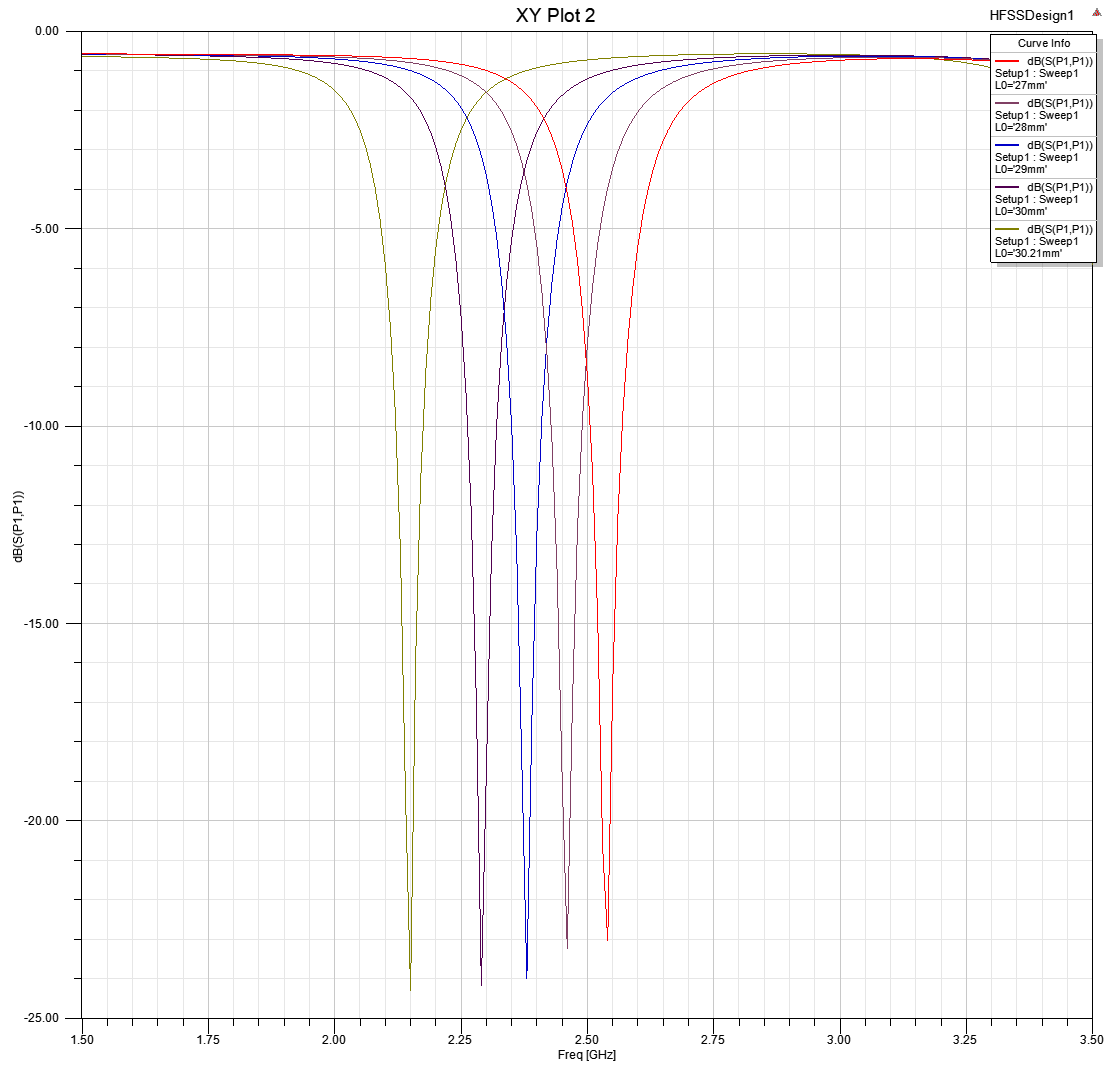 XY Plot 2
HFSSDesign1
Curve Info
dB(S(P1,P1))
Setup1 : Sweep1
L0='27mm'
dB(S(P1,P1))
Setup1 : Sweep1
L0='28mm'
dB(S(P1,P1))
Setup1 : Sweep1
L0='29mm'
dB(S(P1,P1))
Setup1 : Sweep1
L0='30mm'
dB(S(P1,P1))
Setup1 : Sweep1
L0='30.21mm'
dB(S(P1,P1))
0.00
-5.00
-10.00
-15.00
-20.00
-25.00
1.50 1.75 2.00 2.25 2.50 2.75 3.00 3.25 3.50
Freq [GHz]